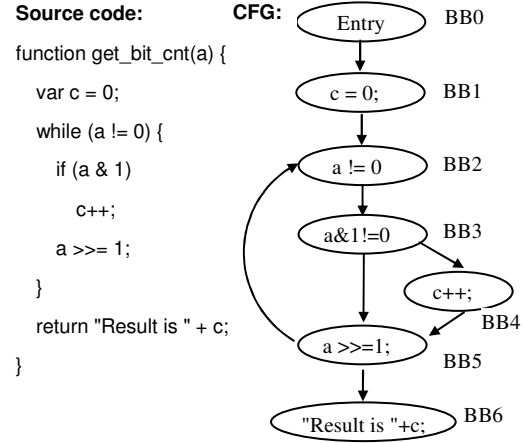 Source code:
function get_bit_cnt(a) {
var c = 0;
while (a != 0) {
if (a & 1)
c++;
a >>= 1;
}
return "Result is " + c;
}
CFG:
Entry
BB0
c = 0;
BB1
a != 0
BB2
a&1!=0
BB3
c++;
BB4
a >>=1;
BB5
"Result is "+c;
BB6